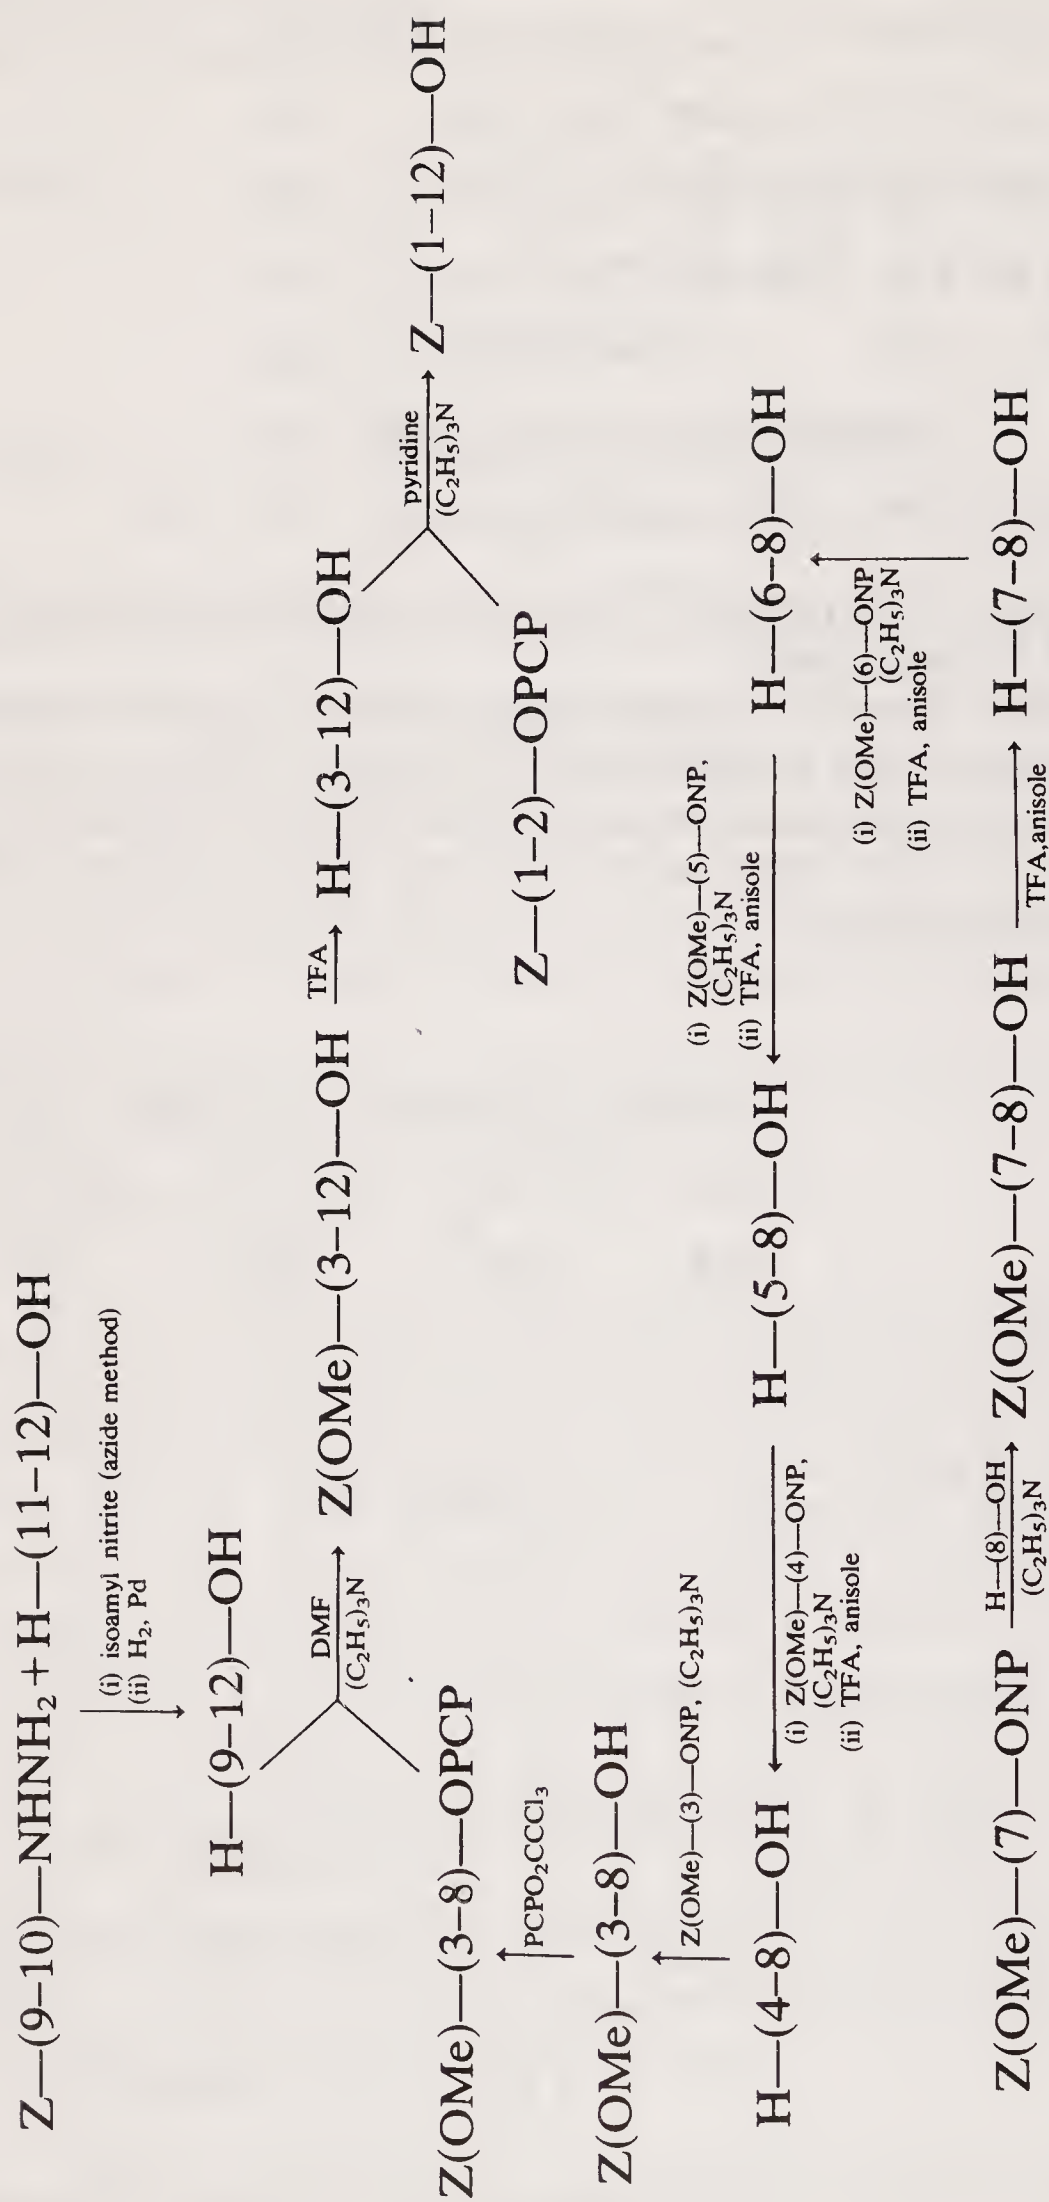 Z—(9–10)—NHNH₂ + H—(11–12)—OH
(i) isoamyl nitrite (azide method)
(ii) H₂, Pd
H—(9–12)—OH
DMF
(C₂H₅)₃N
Z(OMe)—(3–12)—OH
TFA
H—(3–12)—OH
pyridine
(C₂H₅)₃N
Z—(1–12)—OH
Z—(1–2)—OPCP
Z(OMe)—(3–8)—OPCP
PCPO₂CCCl₃
Z(OMe)—(3–8)—OH
Z(OMe)—(3)—ONP, (C₂H₅)₃N
H—(4–8)—OH
(i) Z(OMe)—(4)—ONP,
(C₂H₅)₃N
(ii) TFA, anisole
H—(5–8)—OH
(i) Z(OMe)—(5)—ONP,
(C₂H₅)₃N
(ii) TFA, anisole
H—(6–8)—OH
(i) Z(OMe)—(6)—ONP
(C₂H₅)₃N
(ii) TFA, anisole
Z(OMe)—(7)—ONP
H—(8)—OH
(C₂H₅)₃N
Z(OMe)—(7–8)—OH
TFA,anisole
H—(7–8)—OH